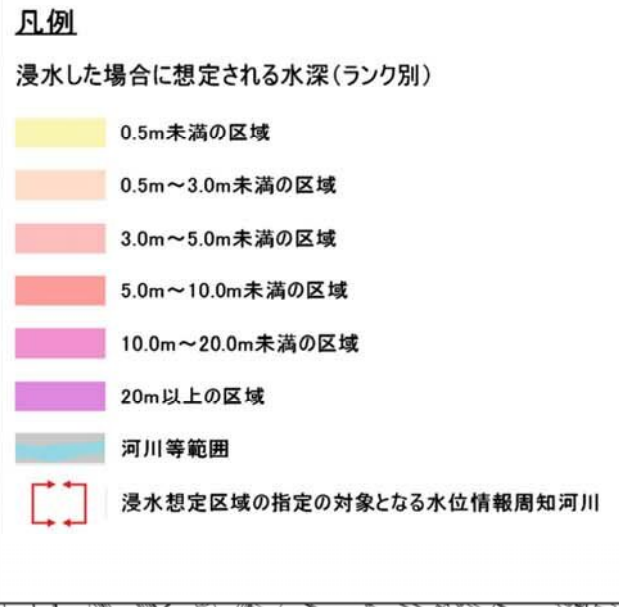 凡例
浸水した場合に想定される水深(ランク別)
0.5m未満の区域
0.5m～3.0m未満の区域
3.0m～5.0m未満の区域
5.0m～10.0m未満の区域
10.0m～20.0m未満の区域
20m以上の区域
河川等範囲
浸水想定区域の指定の対象となる水位情報周知河川